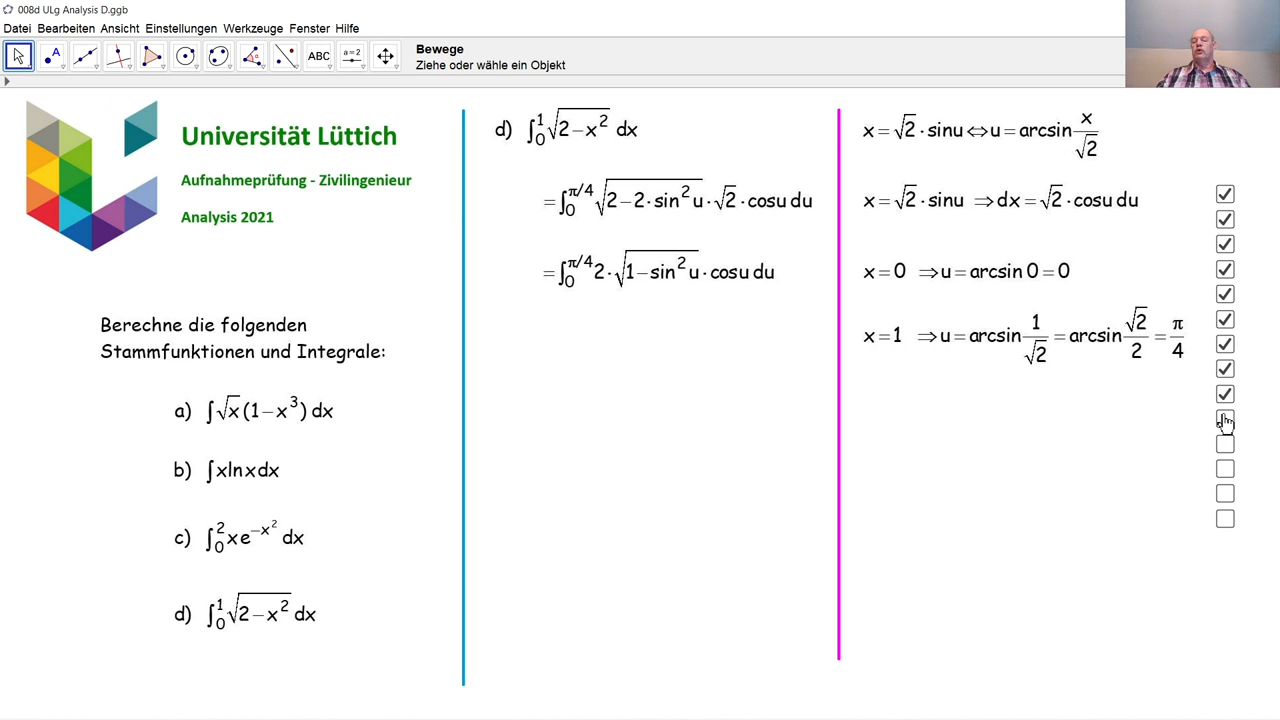 008d ULg Analysis D.ggb
Datei Bearbeiten Ansicht Einstellungen Werkzeuge Fenster Hilfe
A
ABC
a=2
Bewege
Ziehe oder wähle ein Objekt
Universität Lüttich
Aufnahmeprüfung - Zivilingenieur
Analysis 2021
Berechne die folgenden
Stammfunktionen und Integrale:
a) ∫√x(1−x³) dx
b) ∫xlnxdx
c) ∫₀²xe^(−x²) dx
d) ∫₀¹√(2−x²) dx
d) ∫₀¹√(2−x²) dx
=∫₀^(π/4) √(2−2·sin²u)·√2·cosu du
=∫₀^(π/4) 2·√(1−sin²u)·cosu du
x=√2·sinu⇔u=arcsin x/√2
x=√2·sinu ⇒dx=√2·cosu du
x=0 ⇒u=arcsin 0=0
x=1 ⇒u=arcsin 1/√2=arcsin √2/2=π/4